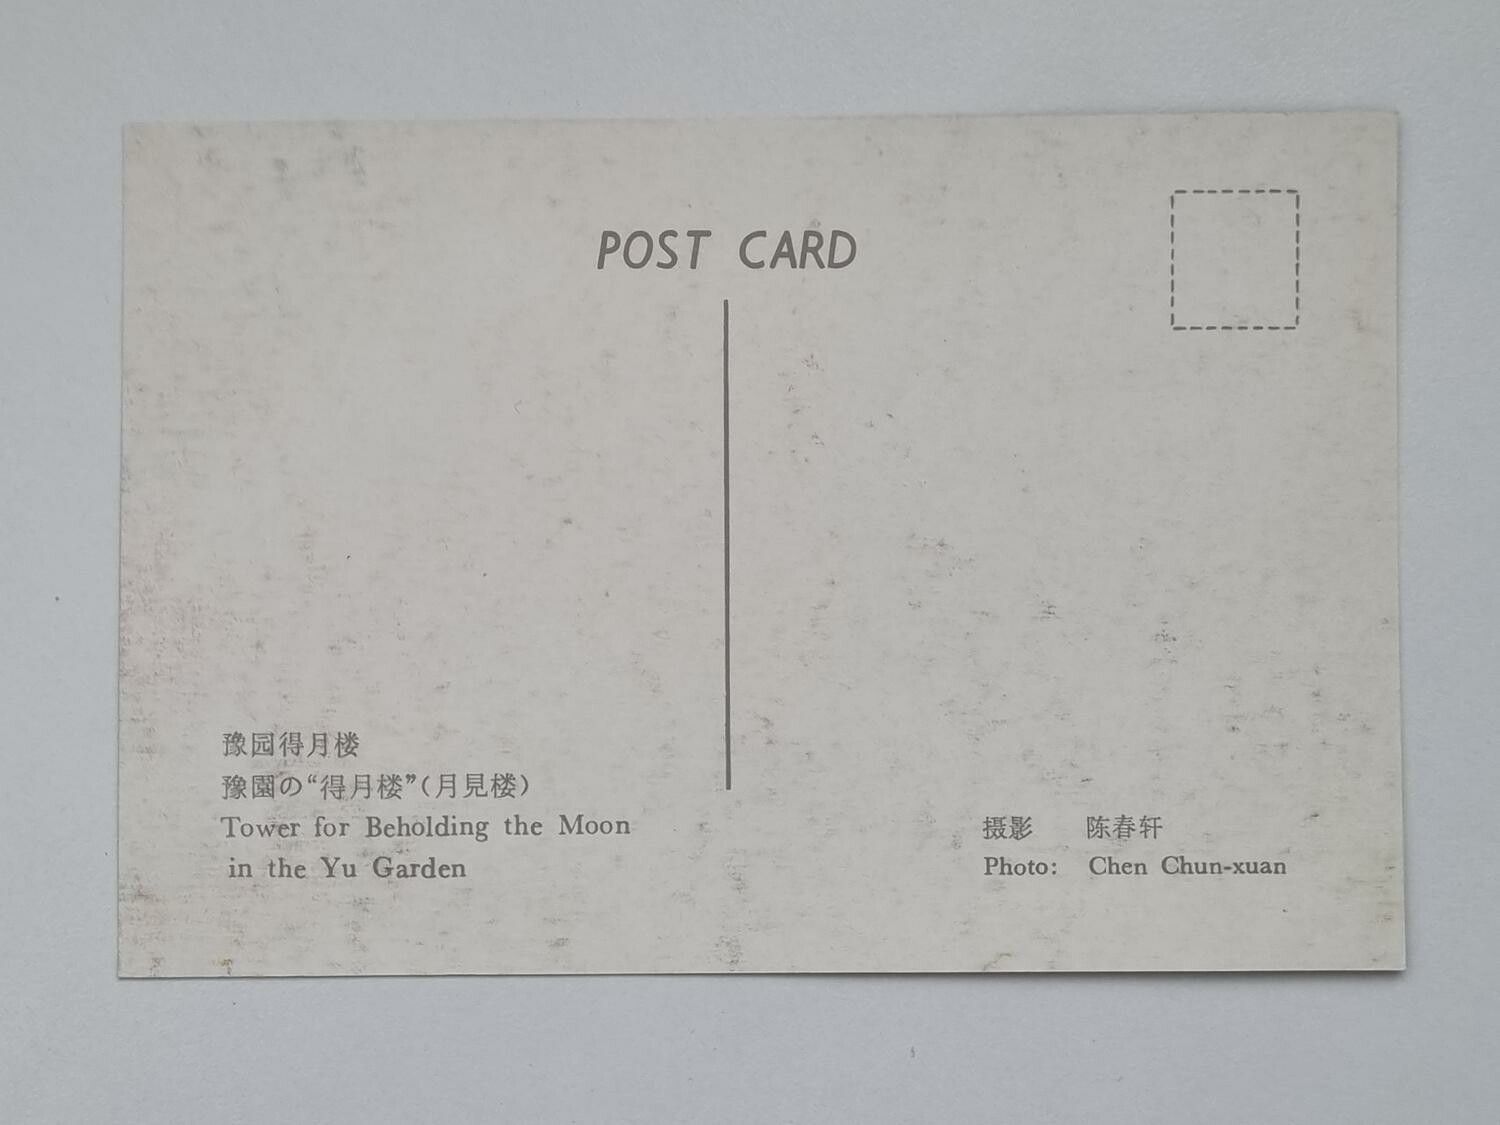 POST CARD
豫园得月楼
豫園の“得月楼”(月見楼)
Tower for Beholding the Moon
in the Yu Garden
摄影 陈春轩
Photo: Chen Chun-xuan